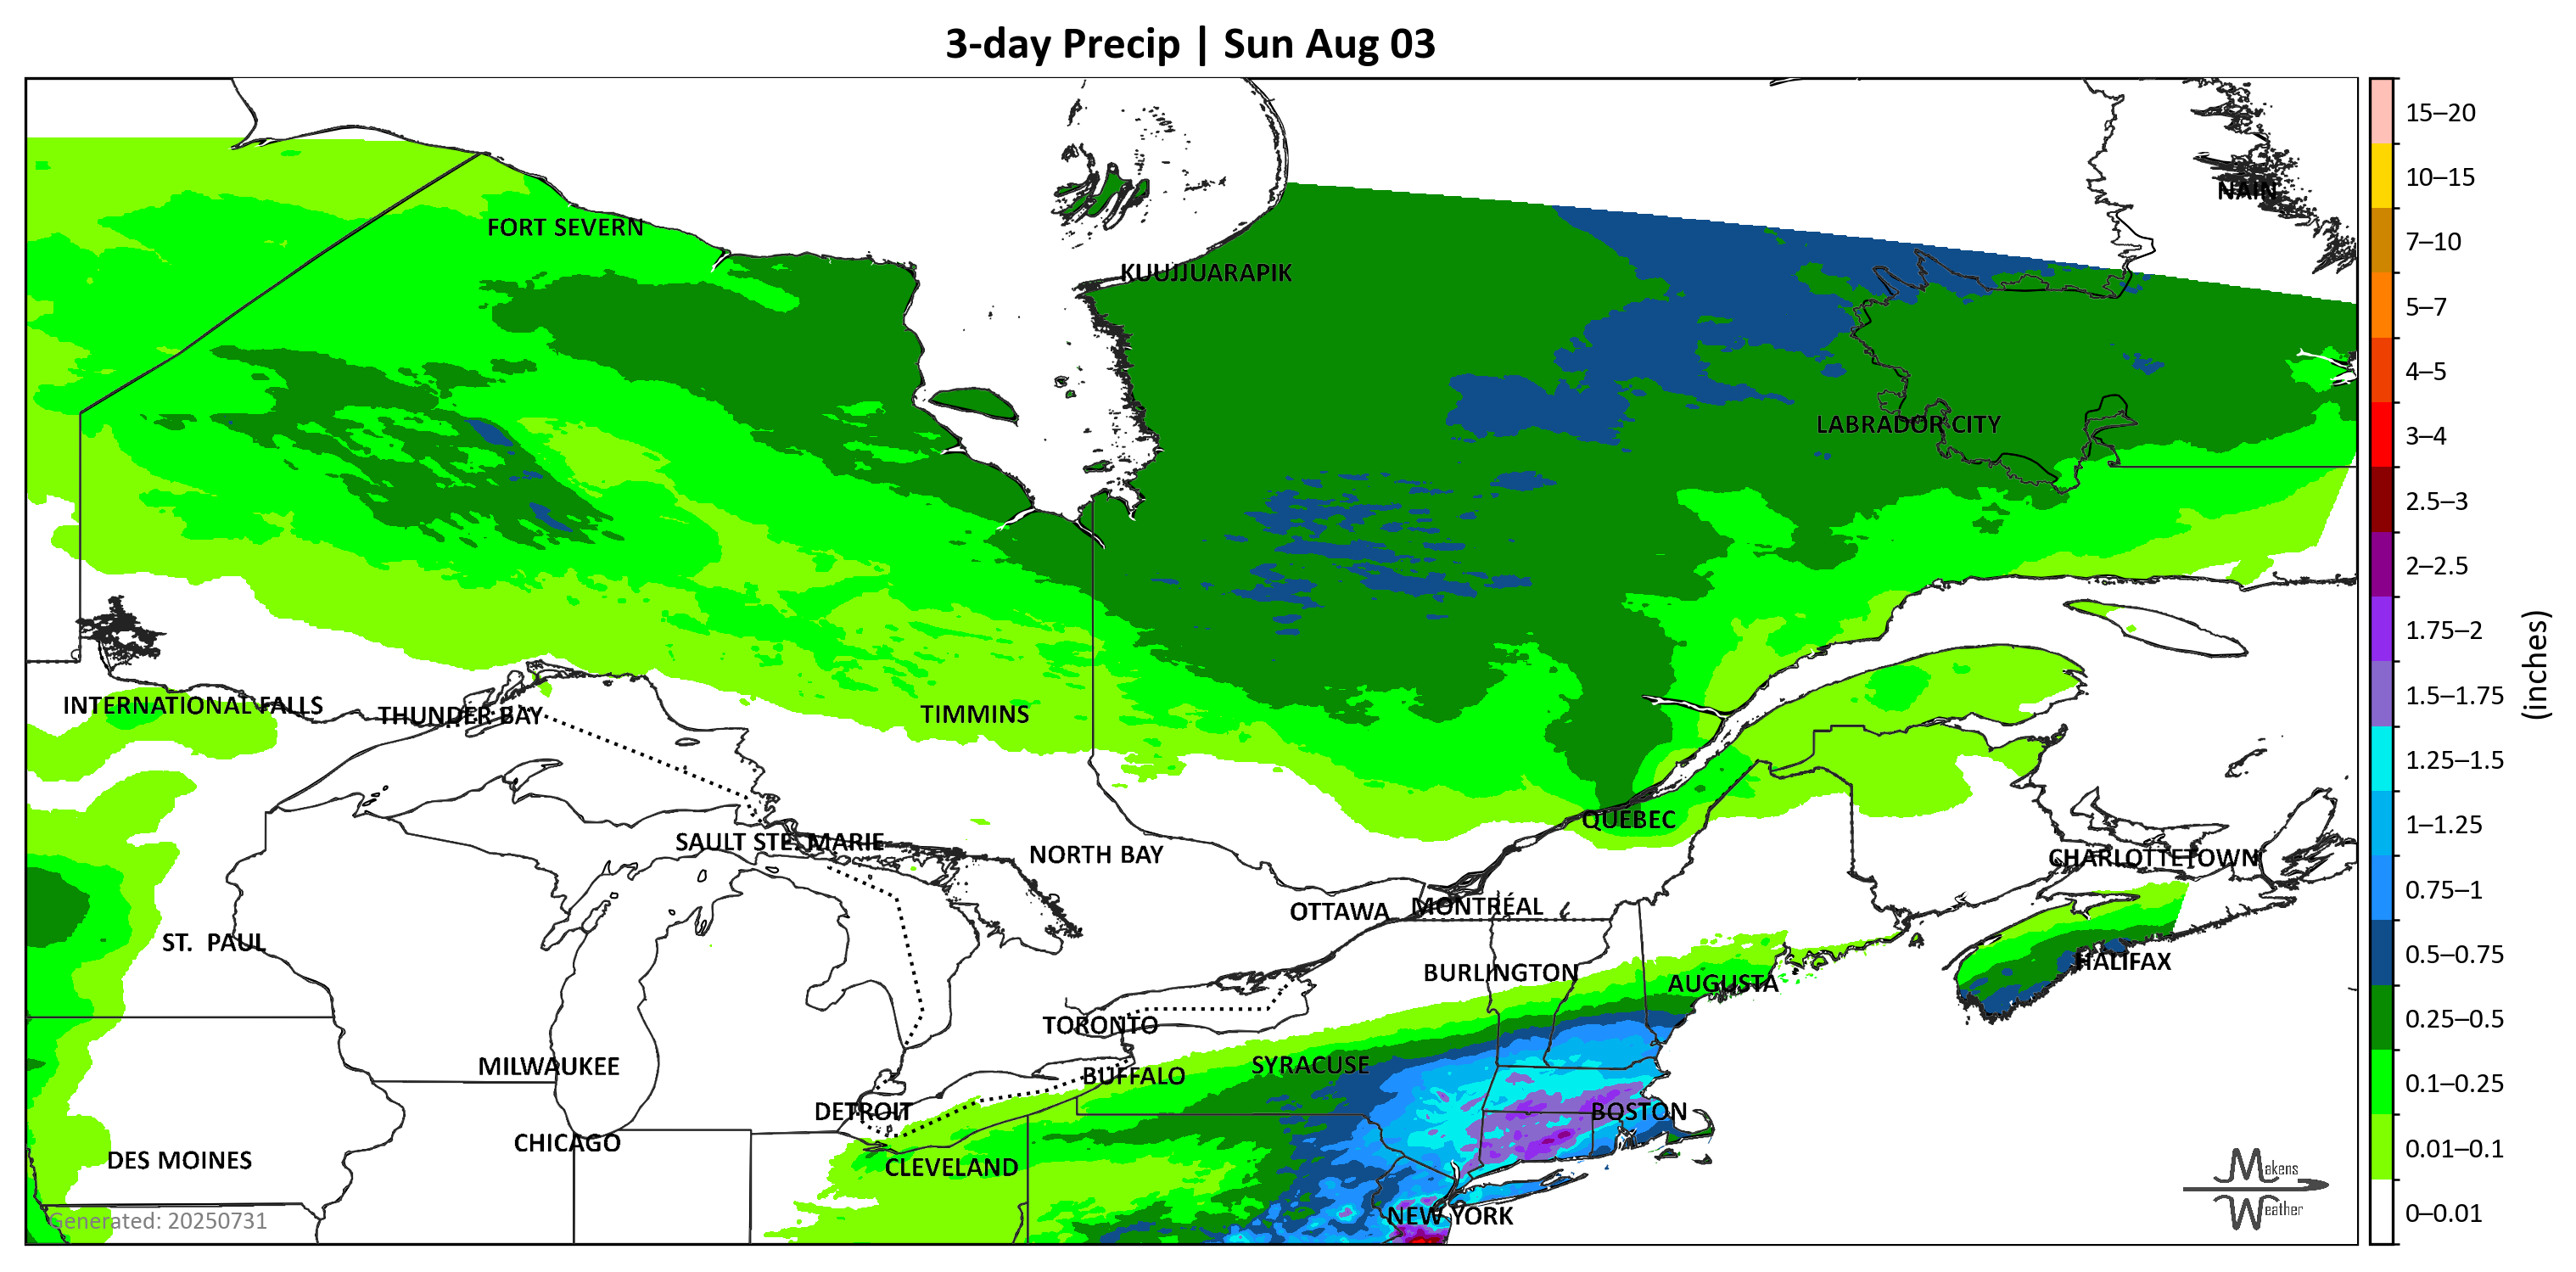 3-day Precip | Sun Aug 03
NAIN
FORT SEVERN
KUUJJUARAPIK
LABRADOR CITY
INTERNATIONAL FALLS
THUNDER BAY
TIMMINS
QUEBEC
SAULT STE. MARIE
NORTH BAY
CHARLOTTETOWN
OTTAWA
MONTRÉAL
ST. PAUL
HALIFAX
BURLINGTON
AUGUSTA
TORONTO
MILWAUKEE
SYRACUSE
BUFFALO
DETROIT
BOSTON
CHICAGO
DES MOINES
CLEVELAND
NEW YORK
Generated: 20250731
Makens
Weather
15–20
10–15
7–10
5–7
4–5
3–4
2.5–3
2–2.5
1.75–2
1.5–1.75
1.25–1.5
1–1.25
0.75–1
0.5–0.75
0.25–0.5
0.1–0.25
0.01–0.1
0–0.01
(inches)